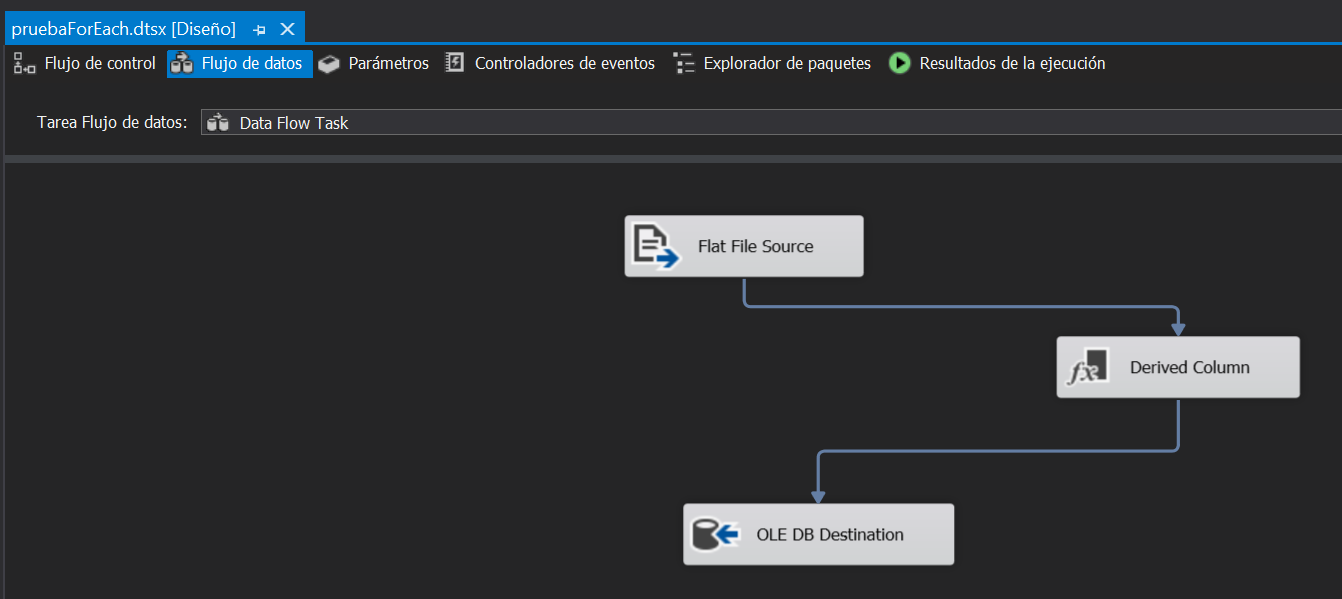 pruebaForEach.dtsx [Diseño]
Flujo de control Flujo de datos Parámetros Controladores de eventos Explorador de paquetes Resultados de la ejecución
Tarea Flujo de datos: Data Flow Task
Flat File Source
fx Derived Column
OLE DB Destination